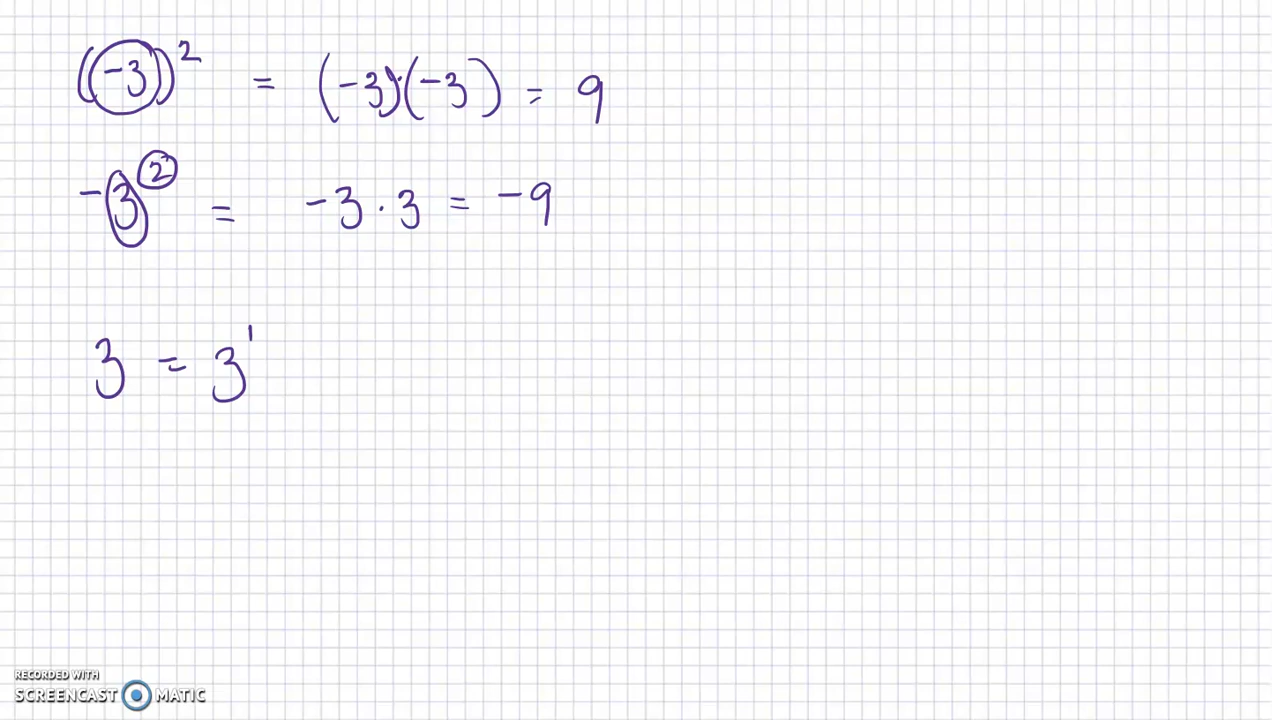 (-3)² = (-3)·(-3) = 9
-3² = -3·3 = -9
3 = 3¹
RECORDED WITH
SCREENCAST MATIC